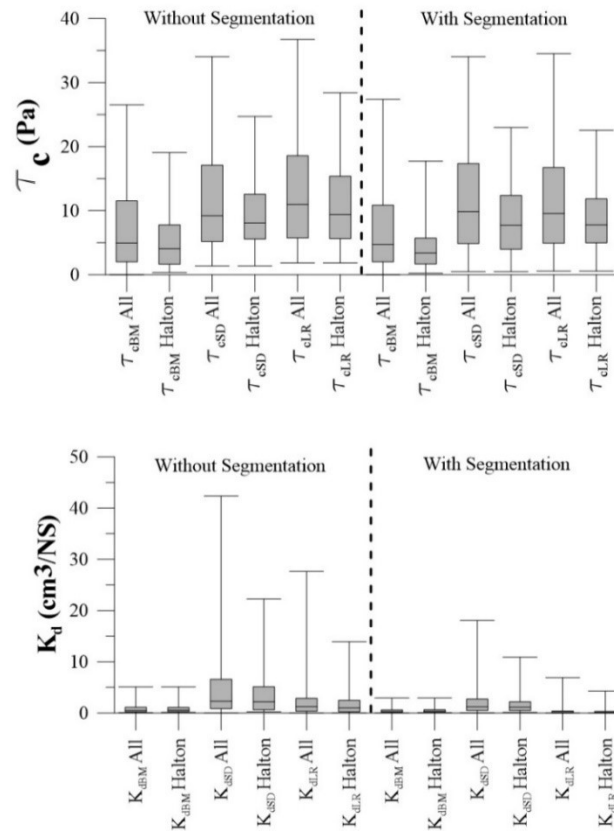 Without Segmentation
With Segmentation
40
30
20
10
0
τc (Pa)
τcBM All
τcBM Halton
τcSD All
τcSD Halton
τcLR All
τcLR Halton
τcBM All
τcBM Halton
τcSD All
τcSD Halton
τcLR All
τcLR Halton
Without Segmentation
With Segmentation
50
40
30
20
10
0
Kd (cm³/NS)
KdBM All
KdBM Halton
KdSD All
KdSD Halton
KdLR All
KdLR Halton
KdBM All
KdBM Halton
KdSD All
KdSD Halton
KdLR All
KdLR Halton